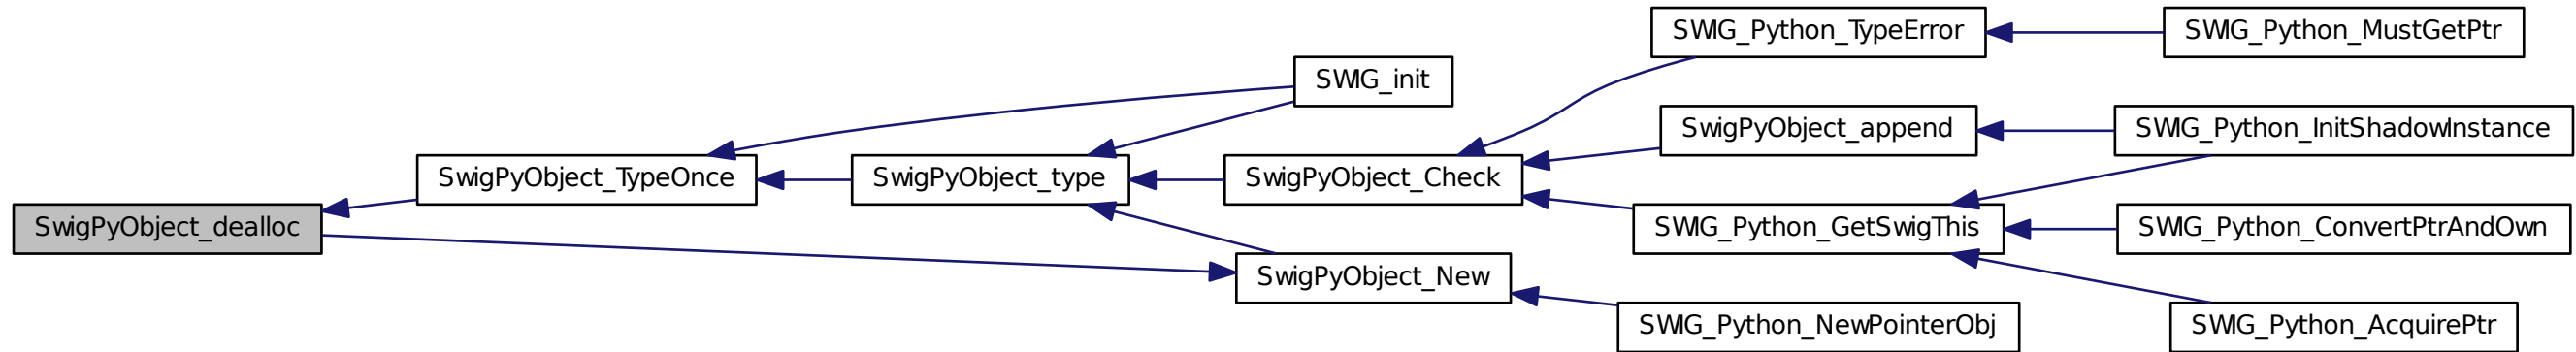 SWIG_Python_TypeError
SWIG_Python_MustGetPtr
SWIG_init
SwigPyObject_append
SWIG_Python_InitShadowInstance
SwigPyObject_TypeOnce
SwigPyObject_type
SwigPyObject_Check
SwigPyObject_dealloc
SWIG_Python_GetSwigThis
SWIG_Python_ConvertPtrAndOwn
SwigPyObject_New
SWIG_Python_NewPointerObj
SWIG_Python_AcquirePtr